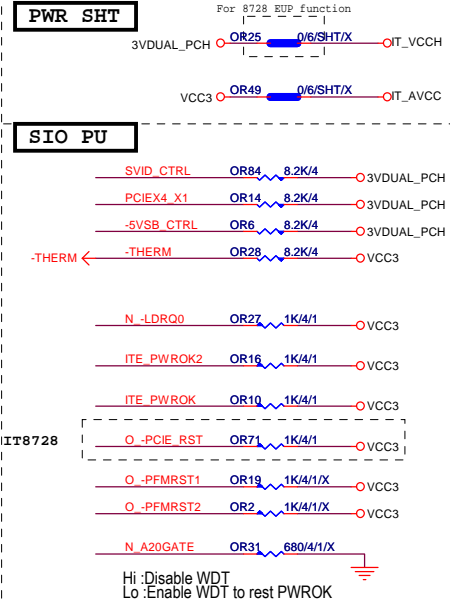 PWR SHT
For 8728 EUP function
3VDUAL_PCH OR25 0/6/SHT/X IT_VCCH
VCC3 OR49 0/6/SHT/X IT_AVCC
SIO PU
SVID_CTRL OR84 8.2K/4 3VDUAL_PCH
PCIEX4_X1 OR14 8.2K/4 3VDUAL_PCH
-5VSB_CTRL OR6 8.2K/4 3VDUAL_PCH
-THERM -THERM OR28 8.2K/4 VCC3
N_-LDRQ0 OR27 1K/4/1 VCC3
ITE_PWROK2 OR16 1K/4/1 VCC3
ITE_PWROK OR10 1K/4/1 VCC3
IT8728 O_-PCIE_RST OR71 1K/4/1 VCC3
O_-PFMRST1 OR19 1K/4/1/X VCC3
O_-PFMRST2 OR2 1K/4/1/X VCC3
N_A20GATE OR31 680/4/1/X
Hi :Disable WDT
Lo :Enable WDT to rest PWROK